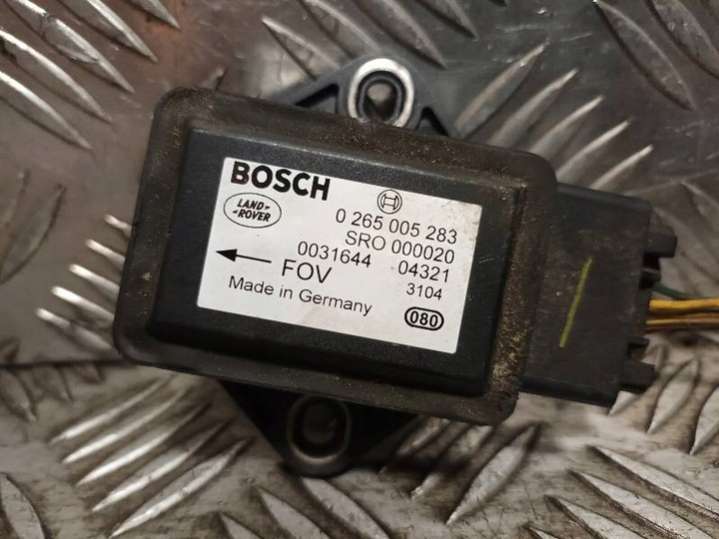 BOSCH
LAND-
-ROVER
0 265 005 283
SRO 000020
0031644 04321
FOV 3104
Made in Germany
080